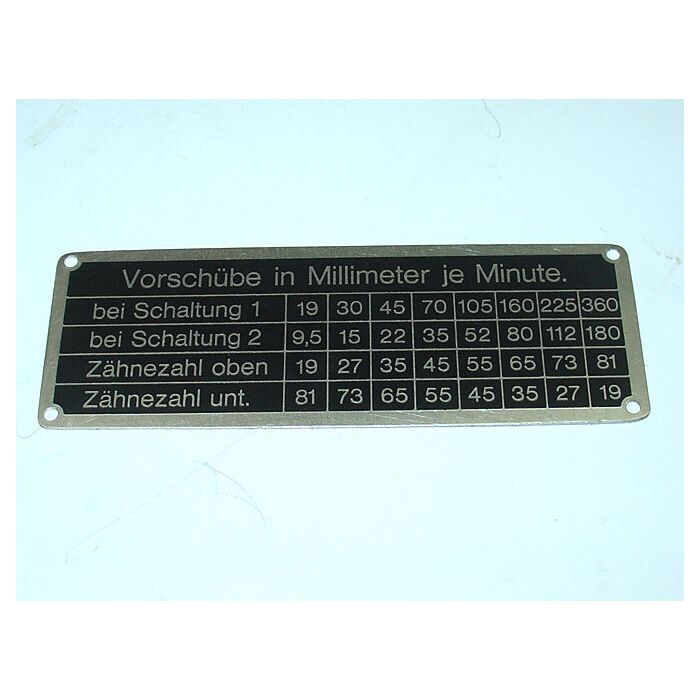 Vorschübe in Millimeter je Minute.
bei Schaltung 1 19 30 45 70 105 160 225 360
bei Schaltung 2 9,5 15 22 35 52 80 112 180
Zähnezahl oben 19 27 35 45 55 65 73 81
Zähnezahl unt. 81 73 65 55 45 35 27 19